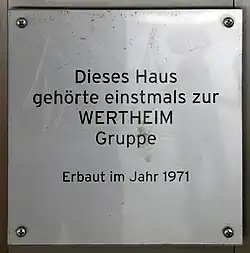 Dieses Haus
gehörte einstmals zur
WERTHEIM
Gruppe
Erbaut im Jahr 1971